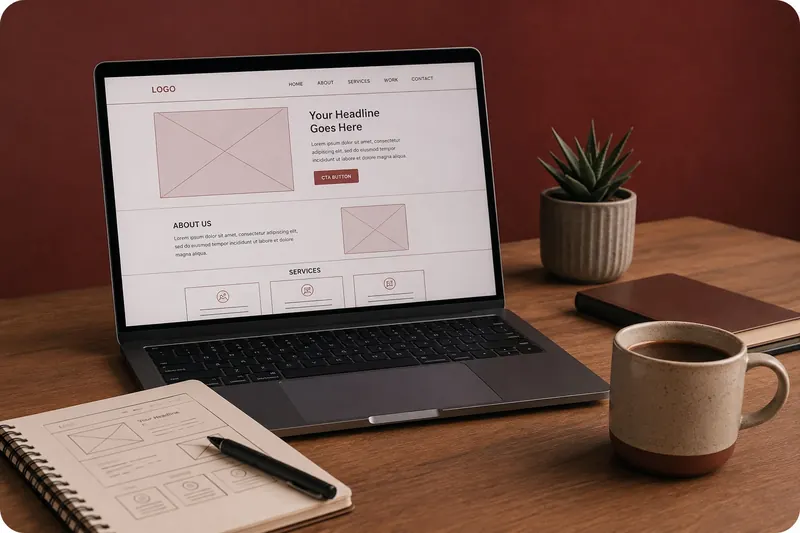 LOGO
HOME ABOUT SERVICES WORK CONTACT
Your Headline
Goes Here
Lorem ipsum dolor sit amet, consectetur
adipiscing elit, sed do eiusmod tempor
incididunt ut labore et dolore magna aliqua.
CTA BUTTON
ABOUT US
Lorem ipsum dolor sit amet, consectetur adipiscing elit,
sed do eiusmod tempor incididunt ut labore et dolore
magna aliqua.
SERVICES
Your Headline